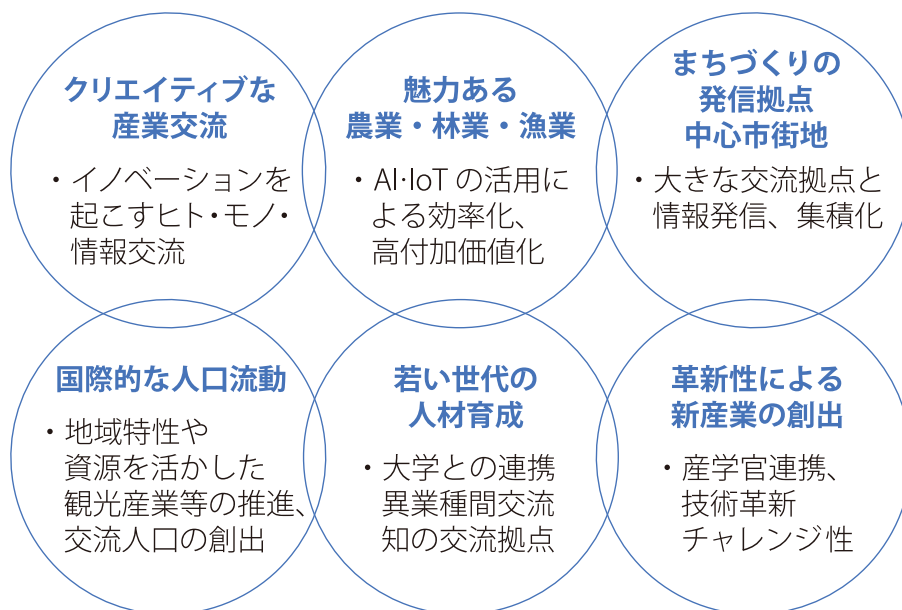 クリエイティブな
産業交流
・イノベーションを
起こすヒト・モノ・
情報交流
魅力ある
農業・林業・漁業
・AI·IoT の活用に
よる効率化、
高付加価値化
まちづくりの
発信拠点
中心市街地
・大きな交流拠点と
情報発信、集積化
国際的な人口流動
・地域特性や
資源を活かした
観光産業等の推進、
交流人口の創出
若い世代の
人材育成
・大学との連携
異業種間交流
知の交流拠点
革新性による
新産業の創出
・産学官連携、
技術革新
チャレンジ性